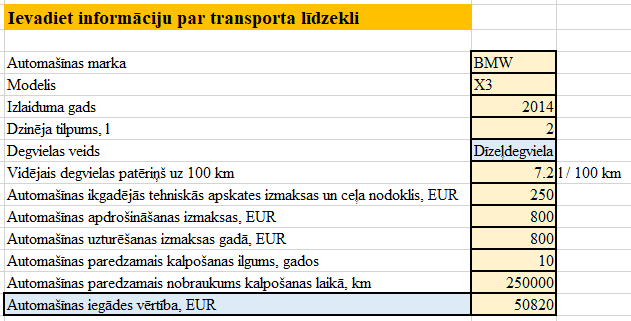 Ievadiet informāciju par transporta līdzekli
Automašīnas marka BMW
Modelis X3
Izlaiduma gads 2014
Dzinēja tilpums, l 2
Degvielas veids Dīzeļdegviela
Vidējais degvielas patēriņš uz 100 km 7.2 l / 100 km
Automašīnas ikgadējās tehniskās apskates izmaksas un ceļa nodoklis, EUR 250
Automašīnas apdrošināšanas izmaksas, EUR 800
Automašīnas uzturēšanas izmaksas gadā, EUR 800
Automašīnas paredzamais kalpošanas ilgums, gados 10
Automašīnas paredzamais nobraukums kalpošanas laikā, km 250000
Automašīnas iegādes vērtība, EUR 50820